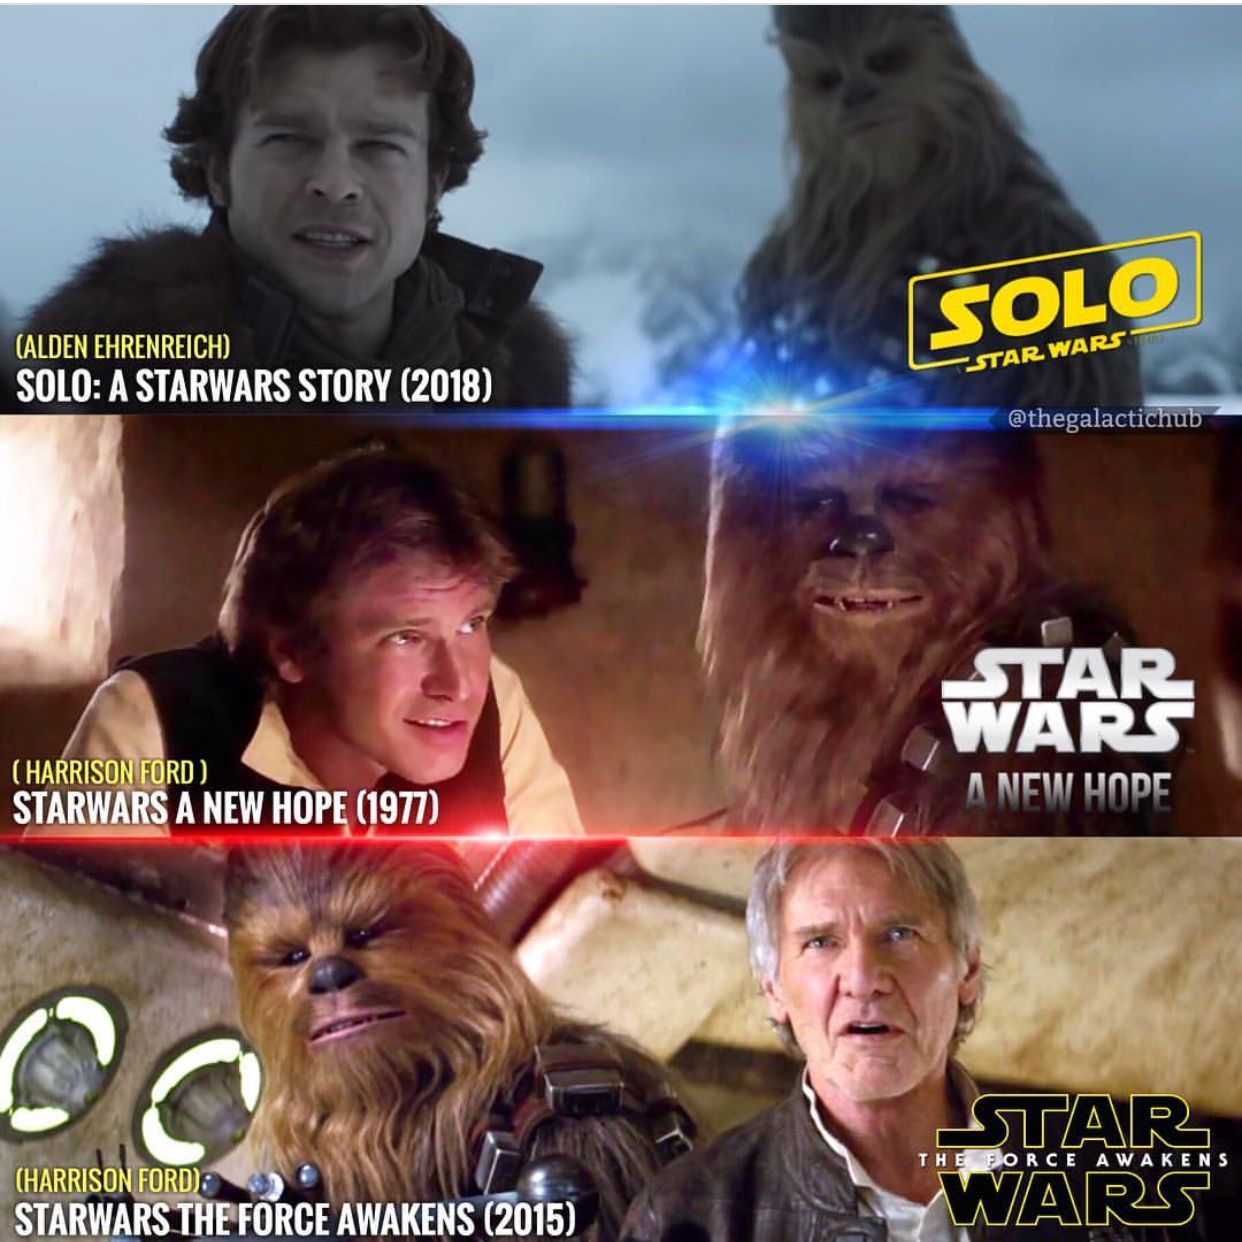 (ALDEN EHRENREICH)
SOLO: A STARWARS STORY (2018)
SOLO
STAR WARS
@thegalactichub
( HARRISON FORD )
STARWARS A NEW HOPE (1977)
STAR
WARS
A NEW HOPE
(HARRISON FORD)
STARWARS THE FORCE AWAKENS (2015)
STAR
THE FORCE AWAKENS
WARS